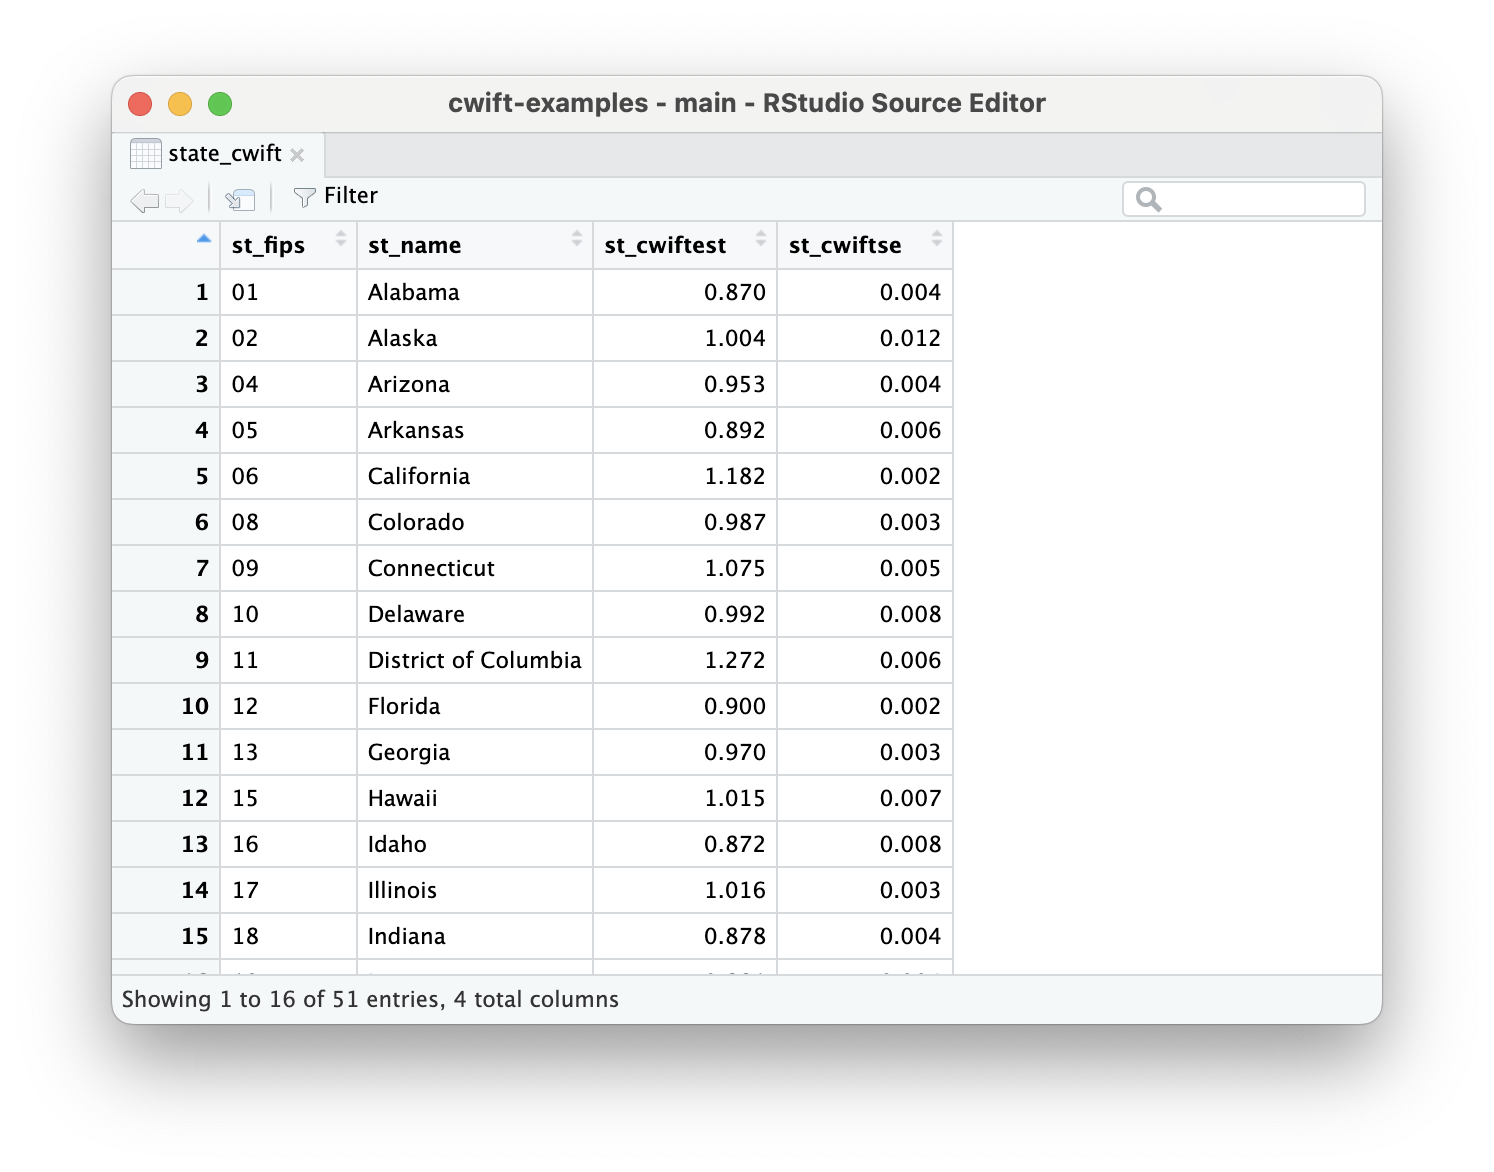 cwift-examples - main - RStudio Source Editor
state_cwift
Filter
st_fips st_name st_cwiftest st_cwiftse
1 01 Alabama 0.870 0.004
2 02 Alaska 1.004 0.012
3 04 Arizona 0.953 0.004
4 05 Arkansas 0.892 0.006
5 06 California 1.182 0.002
6 08 Colorado 0.987 0.003
7 09 Connecticut 1.075 0.005
8 10 Delaware 0.992 0.008
9 11 District of Columbia 1.272 0.006
10 12 Florida 0.900 0.002
11 13 Georgia 0.970 0.003
12 15 Hawaii 1.015 0.007
13 16 Idaho 0.872 0.008
14 17 Illinois 1.016 0.003
15 18 Indiana 0.878 0.004
Showing 1 to 16 of 51 entries, 4 total columns